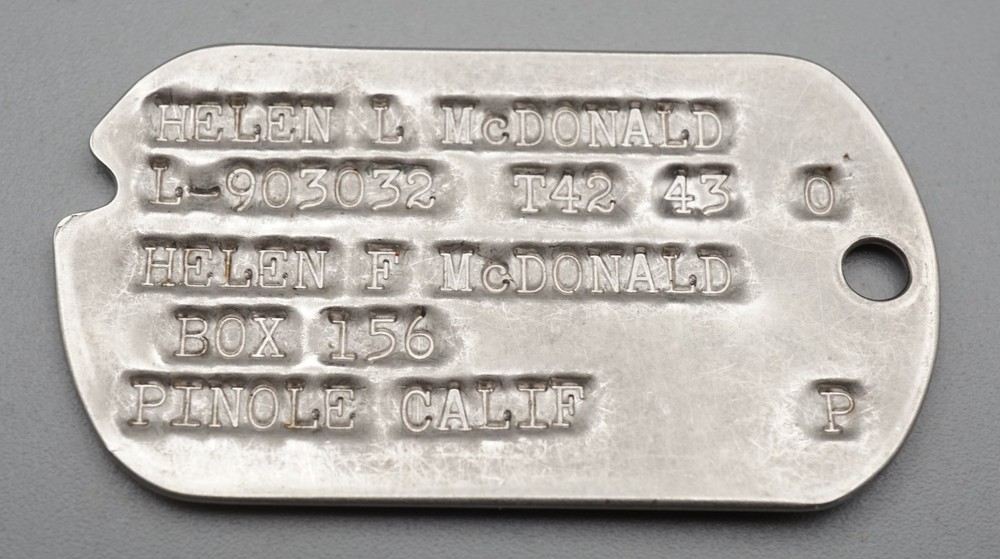 HELEN L McDONALD
L-903032 T42 43 O
HELEN F McDONALD
BOX 156
PINOLE CALIF P